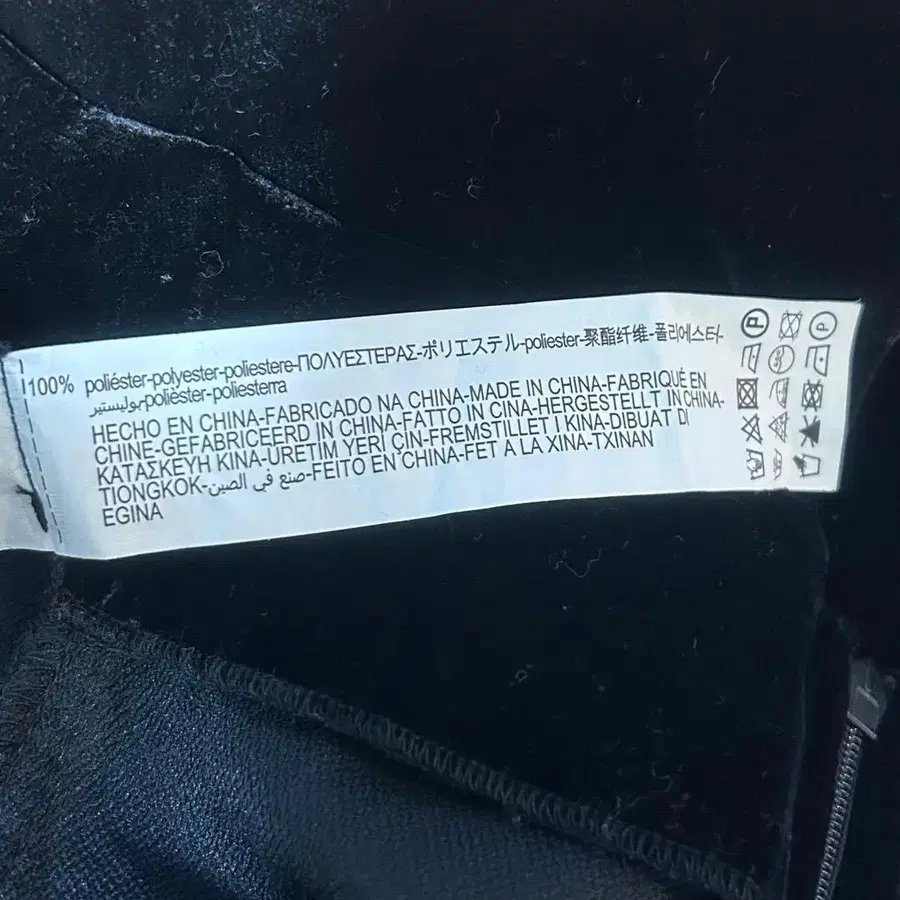 100% poliéster-polyester-poliestere-ΠΟΛΥΕΣΤΕΡΑΣ-ポリエステル-poliester-聚酯纤维-폴리에스터-
بوليستير-polièster-poliesterra
HECHO EN CHINA-FABRICADO NA CHINA-MADE IN CHINA-FABRIQUÉ EN
CHINE-GEFABRICEERD IN CHINA-FATTO IN CINA-HERGESTELLT IN CHINA-
ΚΑΤΑΣΚΕΥΗ ΚΙΝΑ-ÜRETİM YERİ ÇİN-FREMSTILLET I KINA-DIBUAT DI
TIONGKOK-صنع في الصين-FEITO EN CHINA-FET A LA XINA-TXINAN
EGINA
P
P